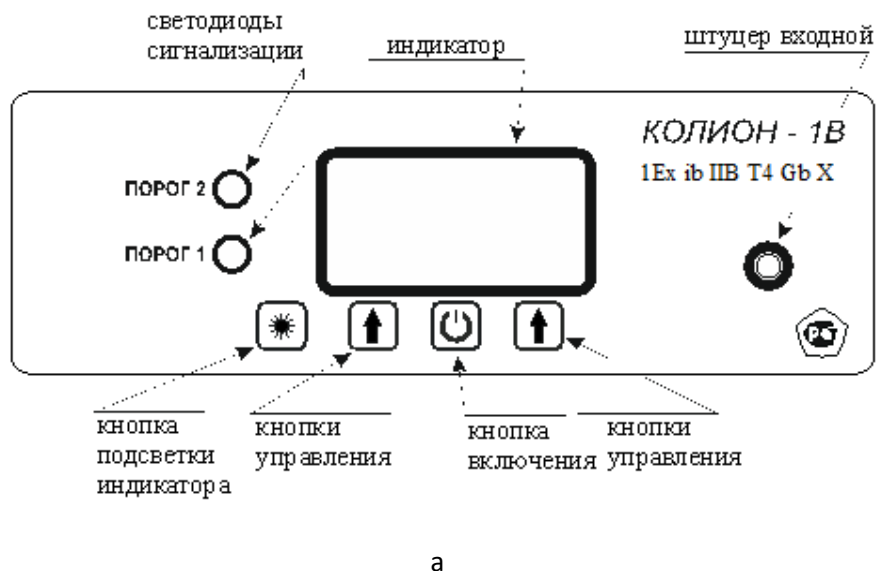 светодиоды
сигнализации
индикатор
штуцер входной
КОЛИОН - 1В
1Ex ib IIB T4 Gb X
ПОРОГ 2
ПОРОГ 1
кнопка
подсветки
индикатора
кнопки
управления
кнопка
включения
кнопки
управления
а